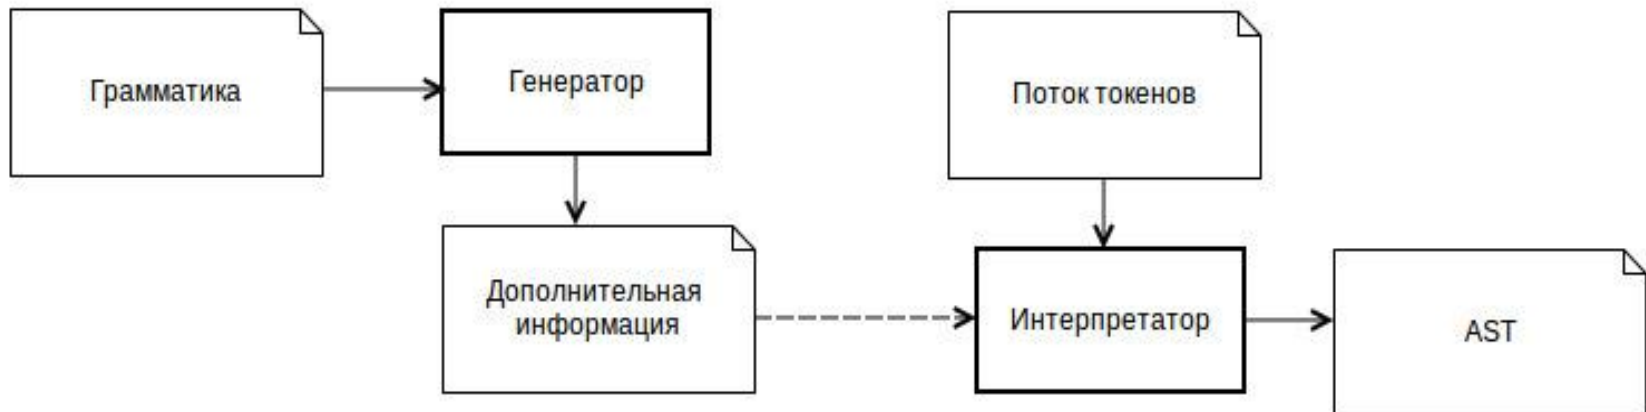 Грамматика
Генератор
Поток токенов
Дополнительная
информация
Интерпретатор
AST